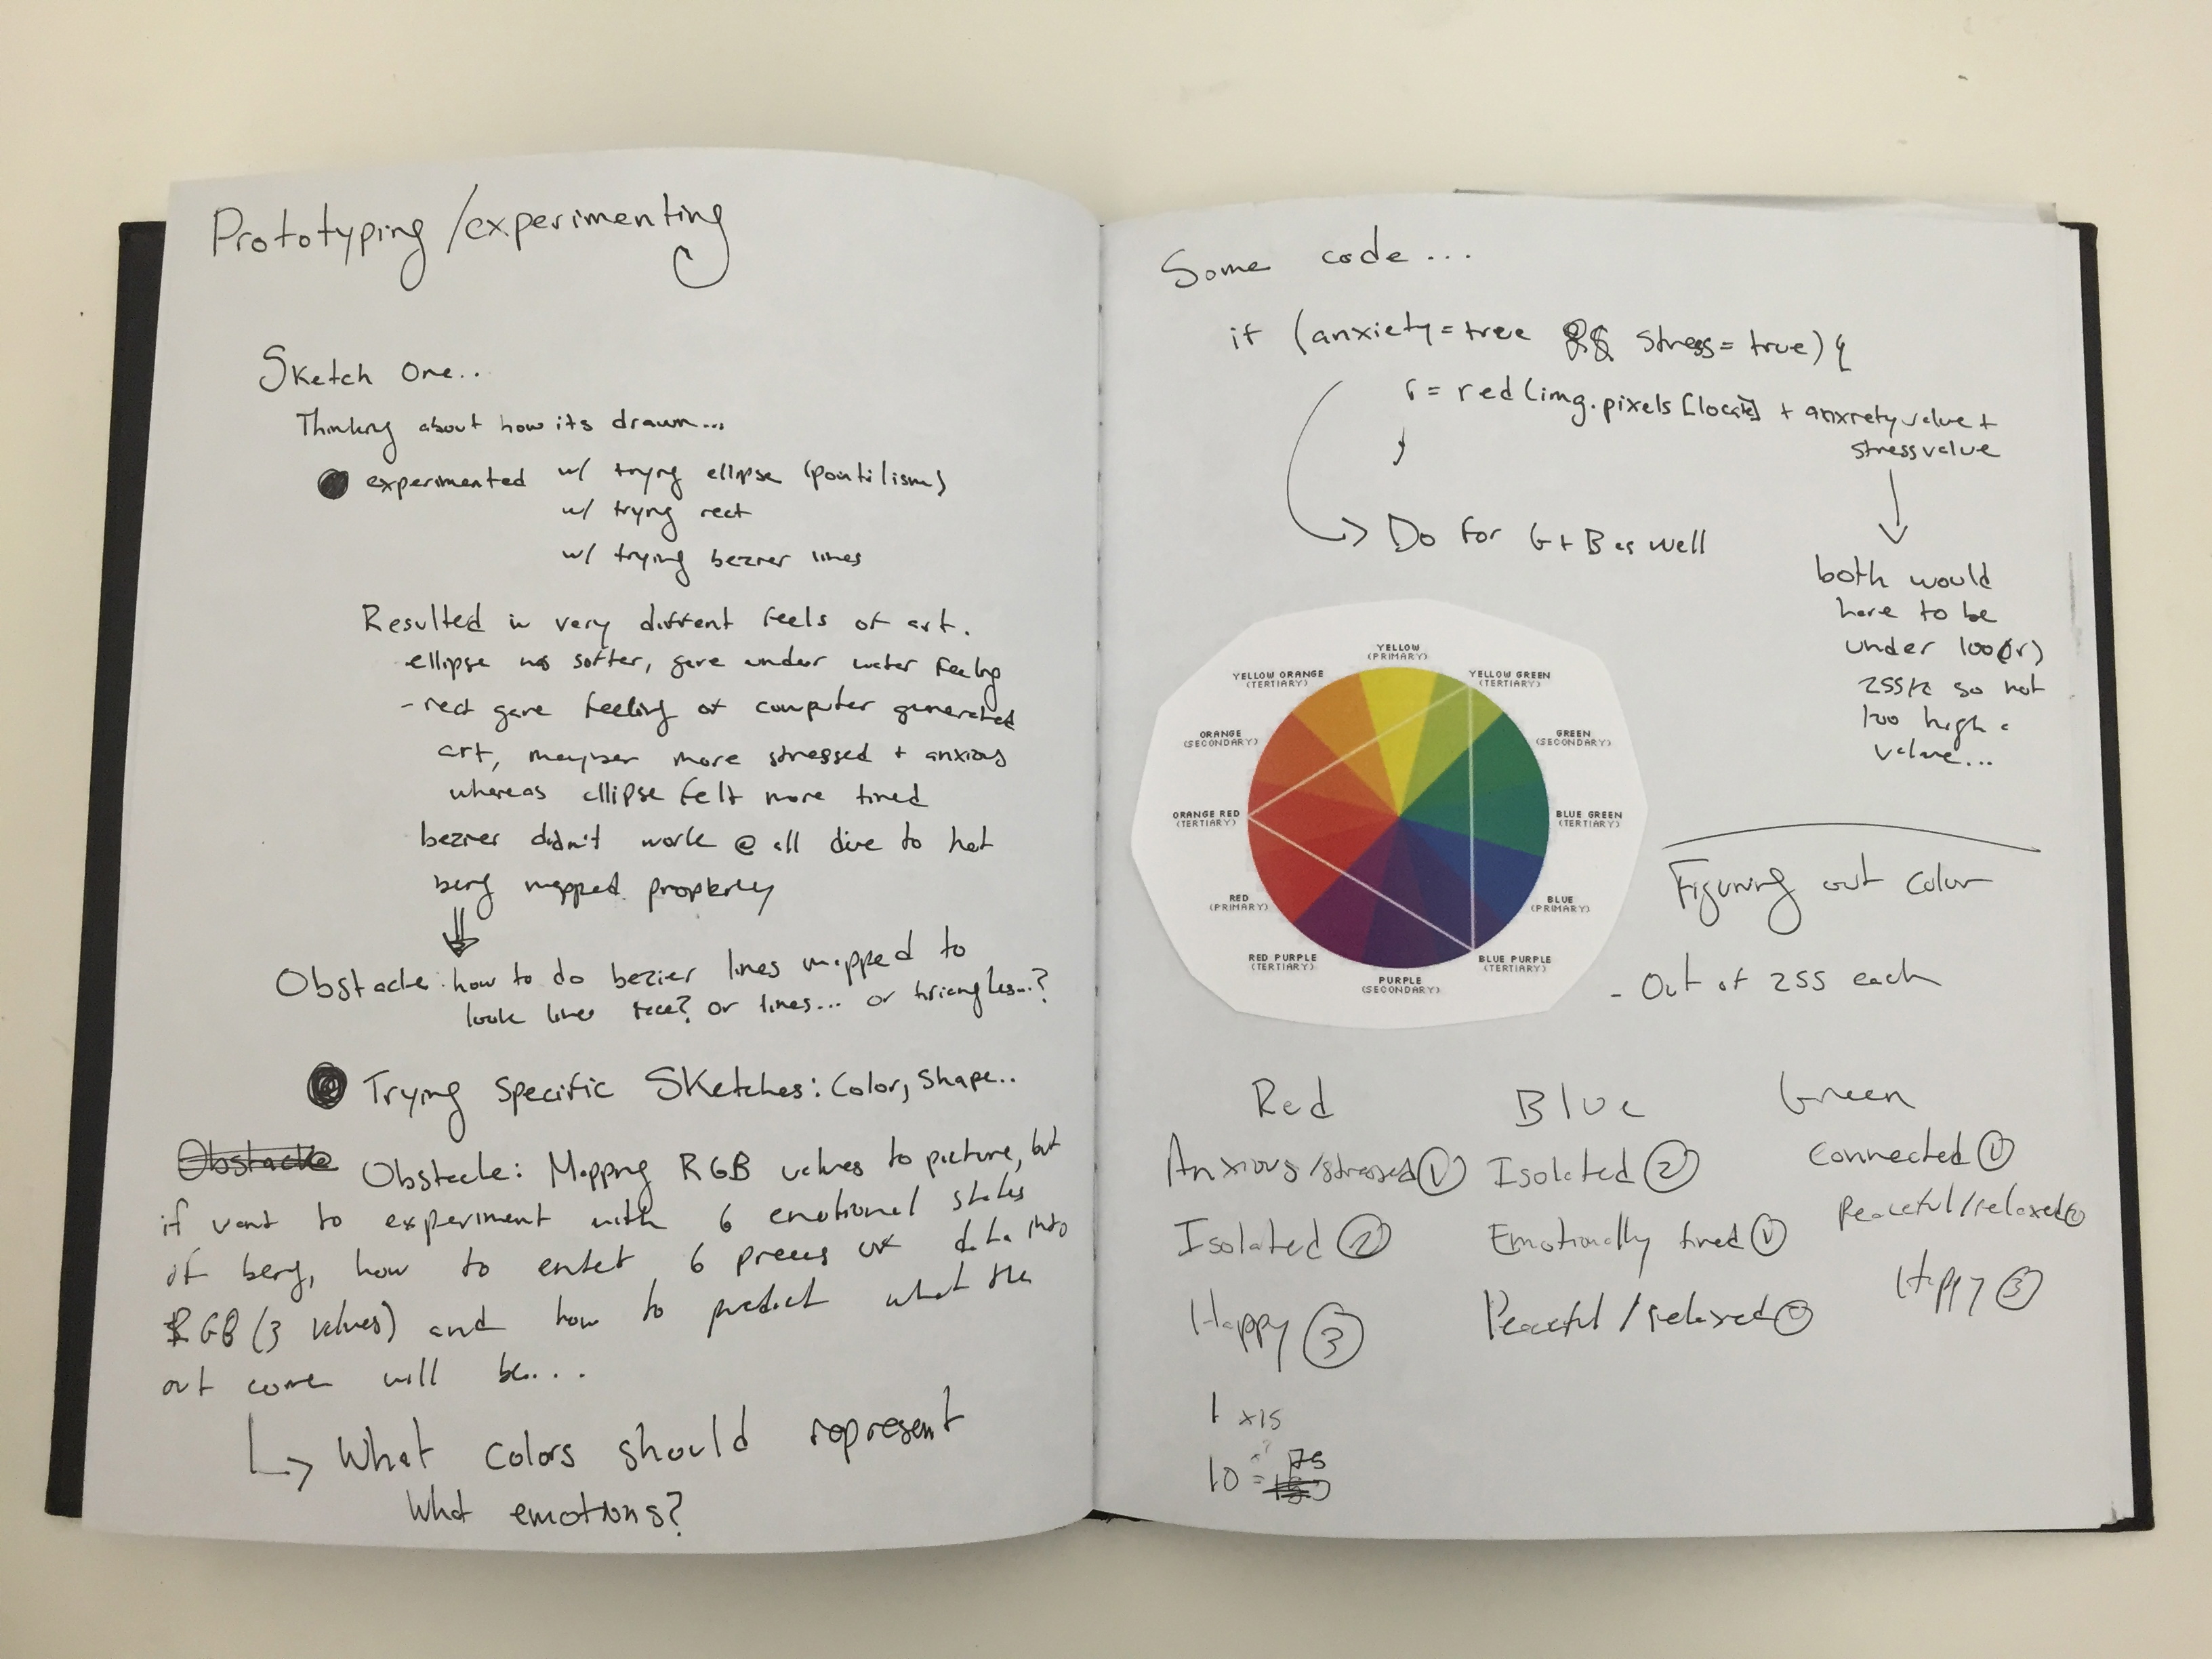 Prototyping/experimenting
Sketch One..
Thinking about how its drawn...
experimented w/ tryng ellipse (pointilism)
w/ tryng rect
w/ trying bezier lines
Resulted in very diffrent feels of art.
ellipse was softer, gave under water feeling
- rect gave feeling of computer generated
art, more stressed + anxious
whereas ellipse felt more tired
bezier didn't work @ all due to not
being mapped properly
Obstacle: how to do bezier lines mapped to
look like face? or lines... or triangles...?
Trying Specific Sketches: Color, Shape..
Obstacle
Obstacle: Mapping RGB values to picture, but
if want to experiment with 6 emotional states
of being, how to enter 6 pieces of data into
RGB (3 values) and how to predict what the
out come will be...
What colors should represent
What emotions?
Some code...
if (anxiety = true && stress = true) {
r = red(img.pixels[locate] + anxietyvalue +
stressvalue
}
Do for G + B as well
both would
have to be
under 100 (or)
255/2 so not
too high a
value...
YELLOW
(PRIMARY)
YELLOW ORANGE
(TERTIARY)
YELLOW GREEN
(TERTIARY)
ORANGE
(SECONDARY)
GREEN
(SECONDARY)
ORANGE RED
(TERTIARY)
BLUE GREEN
(TERTIARY)
RED
(PRIMARY)
BLUE
(PRIMARY)
RED PURPLE
(TERTIARY)
BLUE PURPLE
(TERTIARY)
PURPLE
(SECONDARY)
Figuring out color
- Out of 255 each
Red Blue Green
Anxious/stressed 1 Isolated 2 Connected 1
Isolated 2 Emotionally tired 1 Peaceful/relaxed 2
Happy 3 Peaceful/relaxed Happy 3
1 x15
10 = 75